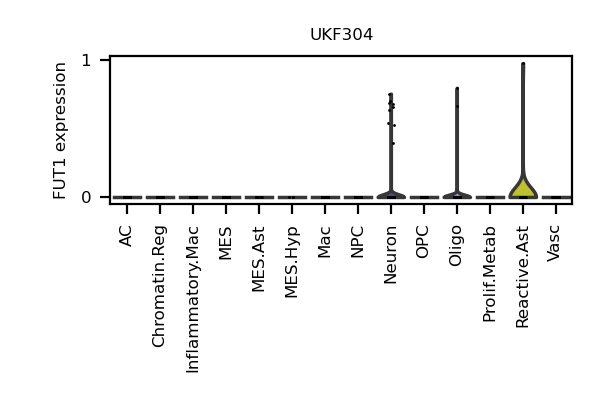 UKF304
FUT1 expression
1
0
AC
Chromatin.Reg
Inflammatory.Mac
MES
MES.Ast
MES.Hyp
Mac
NPC
Neuron
OPC
Oligo
Prolif.Metab
Reactive.Ast
Vasc